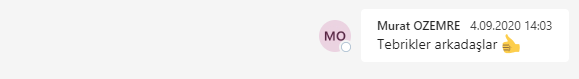 Murat OZEMRE 4.09.2020 14:03
MO
Tebrikler arkadaşlar 👍